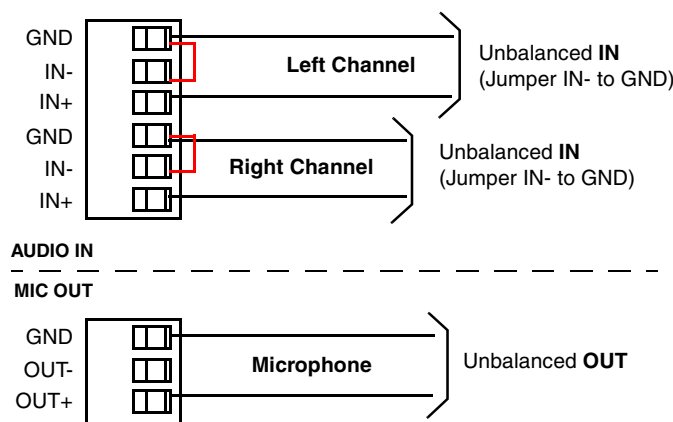 GND
IN-
IN+
GND
IN-
IN+
Left Channel
Unbalanced IN
(Jumper IN- to GND)
Right Channel
Unbalanced IN
(Jumper IN- to GND)
AUDIO IN
MIC OUT
GND
OUT-
OUT+
Microphone
Unbalanced OUT